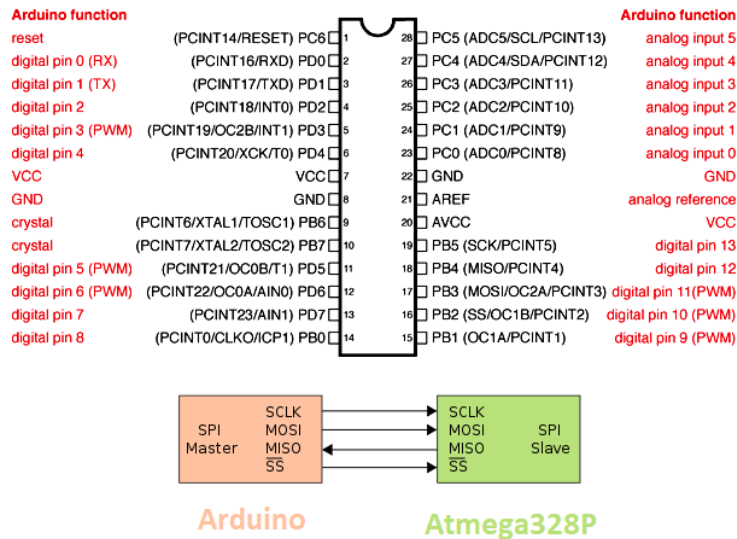 Arduino function Arduino function
reset (PCINT14/RESET) PC6 1 28 PC5 (ADC5/SCL/PCINT13) analog input 5
digital pin 0 (RX) (PCINT16/RXD) PD0 2 27 PC4 (ADC4/SDA/PCINT12) analog input 4
digital pin 1 (TX) (PCINT17/TXD) PD1 3 26 PC3 (ADC3/PCINT11) analog input 3
digital pin 2 (PCINT18/INT0) PD2 4 25 PC2 (ADC2/PCINT10) analog input 2
digital pin 3 (PWM) (PCINT19/OC2B/INT1) PD3 5 24 PC1 (ADC1/PCINT9) analog input 1
digital pin 4 (PCINT20/XCK/T0) PD4 6 23 PC0 (ADC0/PCINT8) analog input 0
VCC VCC 7 22 GND GND
GND GND 8 21 AREF analog reference
crystal (PCINT6/XTAL1/TOSC1) PB6 9 20 AVCC VCC
crystal (PCINT7/XTAL2/TOSC2) PB7 10 19 PB5 (SCK/PCINT5) digital pin 13
digital pin 5 (PWM) (PCINT21/OC0B/T1) PD5 11 18 PB4 (MISO/PCINT4) digital pin 12
digital pin 6 (PWM) (PCINT22/OC0A/AIN0) PD6 12 17 PB3 (MOSI/OC2A/PCINT3) digital pin 11(PWM)
digital pin 7 (PCINT23/AIN1) PD7 13 16 PB2 (SS/OC1B/PCINT2) digital pin 10 (PWM)
digital pin 8 (PCINT0/CLKO/ICP1) PB0 14 15 PB1 (OC1A/PCINT1) digital pin 9 (PWM)
SCLK SCLK
SPI MOSI MOSI SPI
Master MISO MISO Slave
SS SS
Arduino Atmega328P